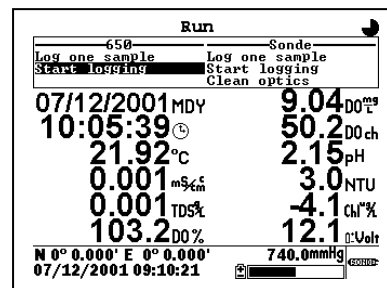 Run
650 Sonde
Log one sample Log one sample
Start logging Start logging
Clean optics
07/12/2001 MDY 9.04 DO mg/L
10:05:39 50.2 DO ch
21.92 °C 2.15 pH
0.001 mS/cm c 3.0 NTU
0.001 TDS g/L -4.1 Chl ug/L
103.2 DO % 12.1 Volt
N 0° 0.000' E 0° 0.000' 740.0mmHg
07/12/2001 09:10:21